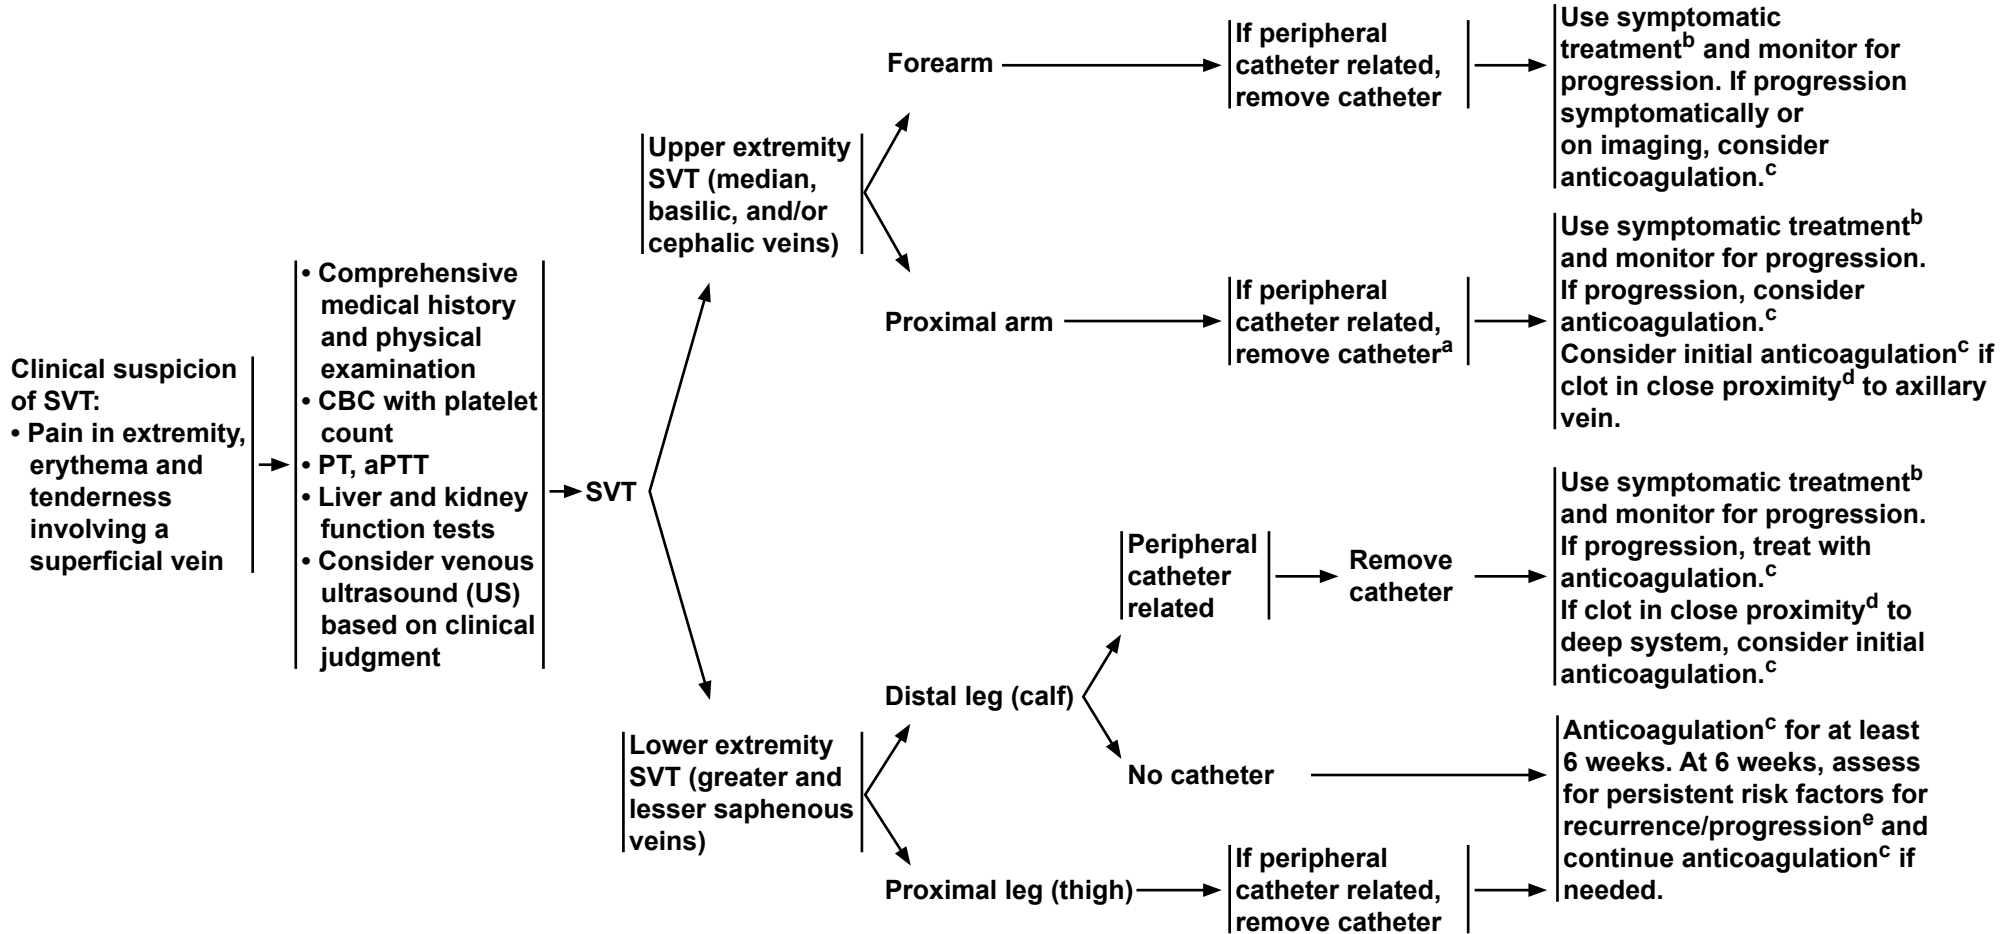 Clinical suspicion
of SVT:
• Pain in extremity,
erythema and
tenderness
involving a
superficial vein
• Comprehensive
medical history
and physical
examination
• CBC with platelet
count
• PT, aPTT
• Liver and kidney
function tests
• Consider venous
ultrasound (US)
based on clinical
judgment
SVT
Upper extremity
SVT (median,
basilic, and/or
cephalic veins)
Forearm
If peripheral
catheter related,
remove catheter
Use symptomatic
treatmentb and monitor for
progression. If progression
symptomatically or
on imaging, consider
anticoagulation.c
Proximal arm
If peripheral
catheter related,
remove cathetera
Use symptomatic treatmentb
and monitor for progression.
If progression, consider
anticoagulation.c
Consider initial anticoagulationc if
clot in close proximityd to axillary
vein.
Lower extremity
SVT (greater and
lesser saphenous
veins)
Distal leg (calf)
Peripheral
catheter
related
Remove
catheter
Use symptomatic treatmentb
and monitor for progression.
If progression, treat with
anticoagulation.c
If clot in close proximityd to
deep system, consider initial
anticoagulation.c
No catheter
Anticoagulationc for at least
6 weeks. At 6 weeks, assess
for persistent risk factors for
recurrence/progressione and
continue anticoagulationc if
needed.
Proximal leg (thigh)
If peripheral
catheter related,
remove catheter